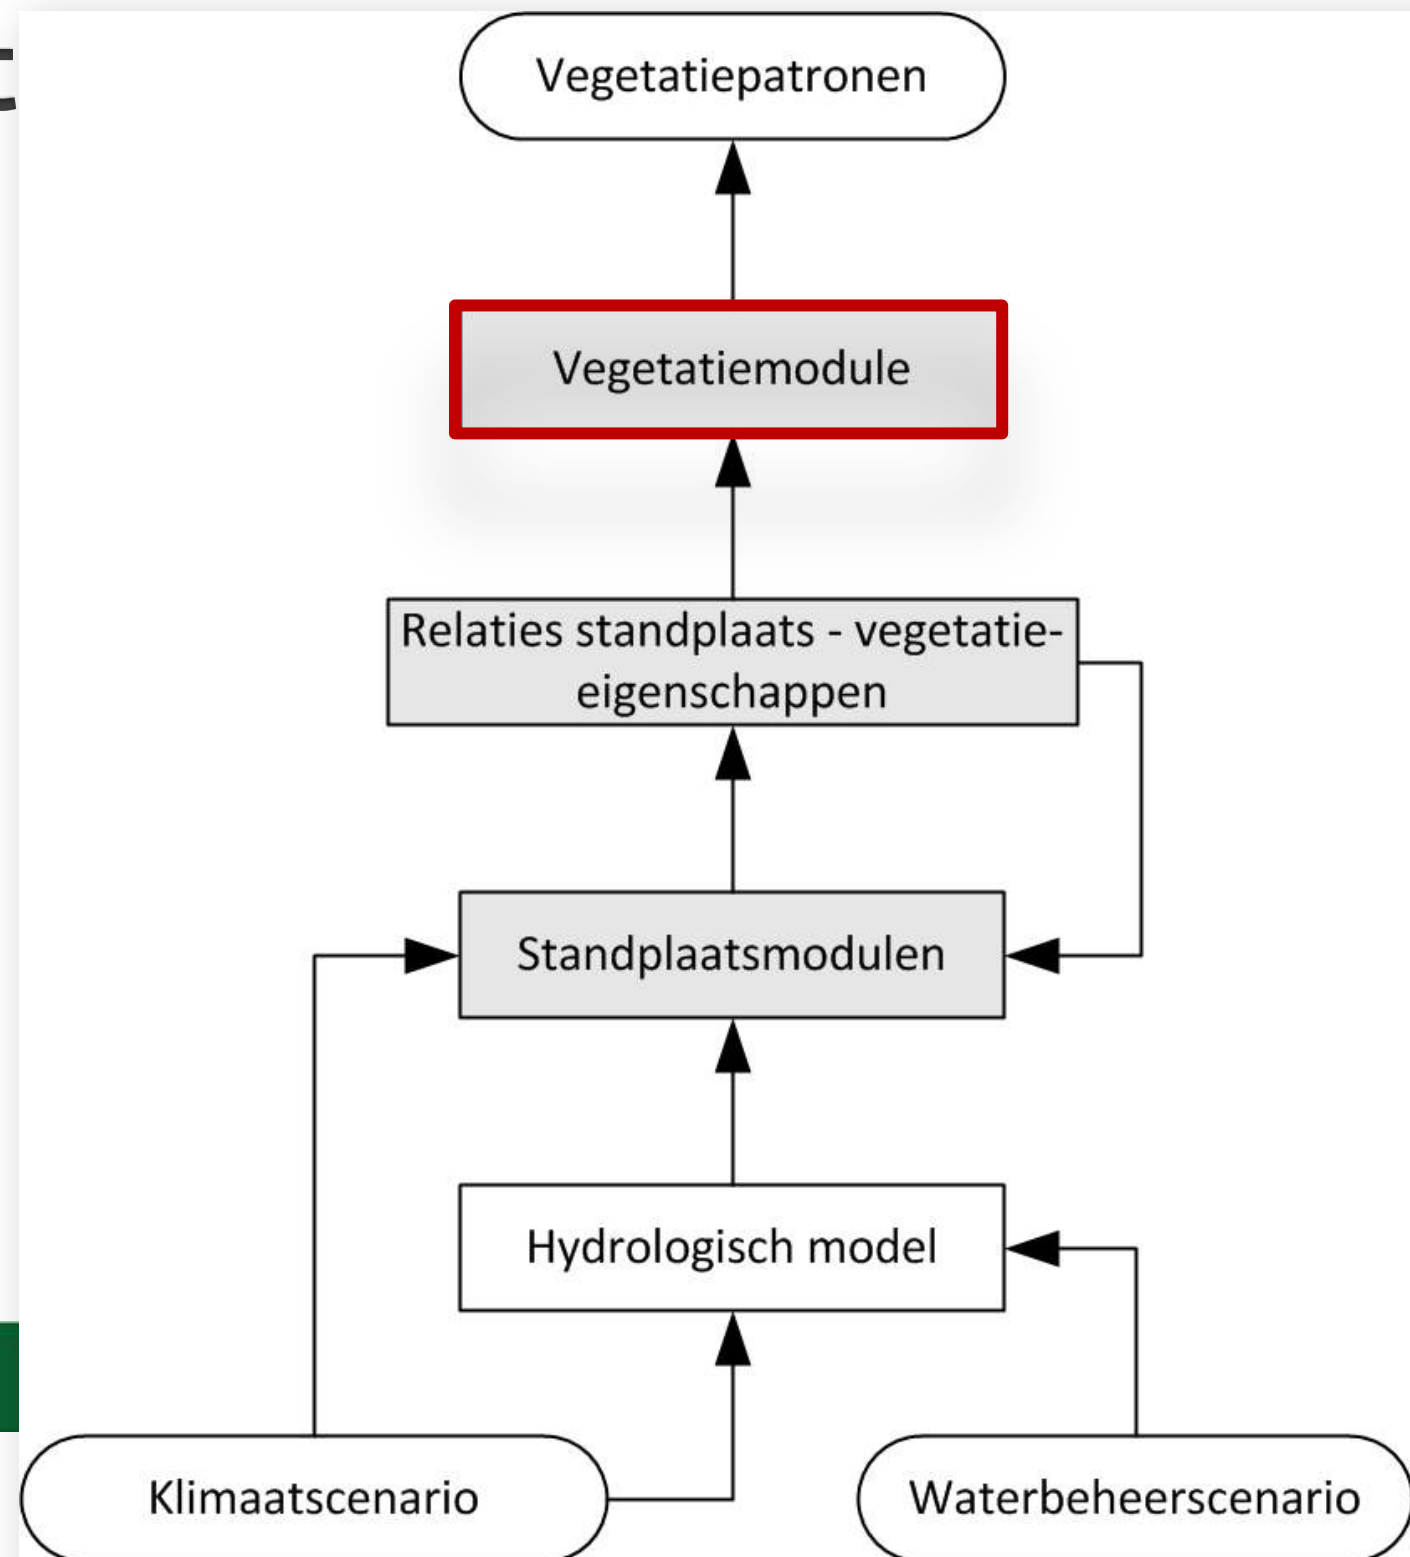 Vegetatiepatronen
Vegetatiemodule
Relaties standplaats - vegetatie-
eigenschappen
Standplaatsmodulen
Hydrologisch model
Klimaatscenario
Waterbeheerscenario